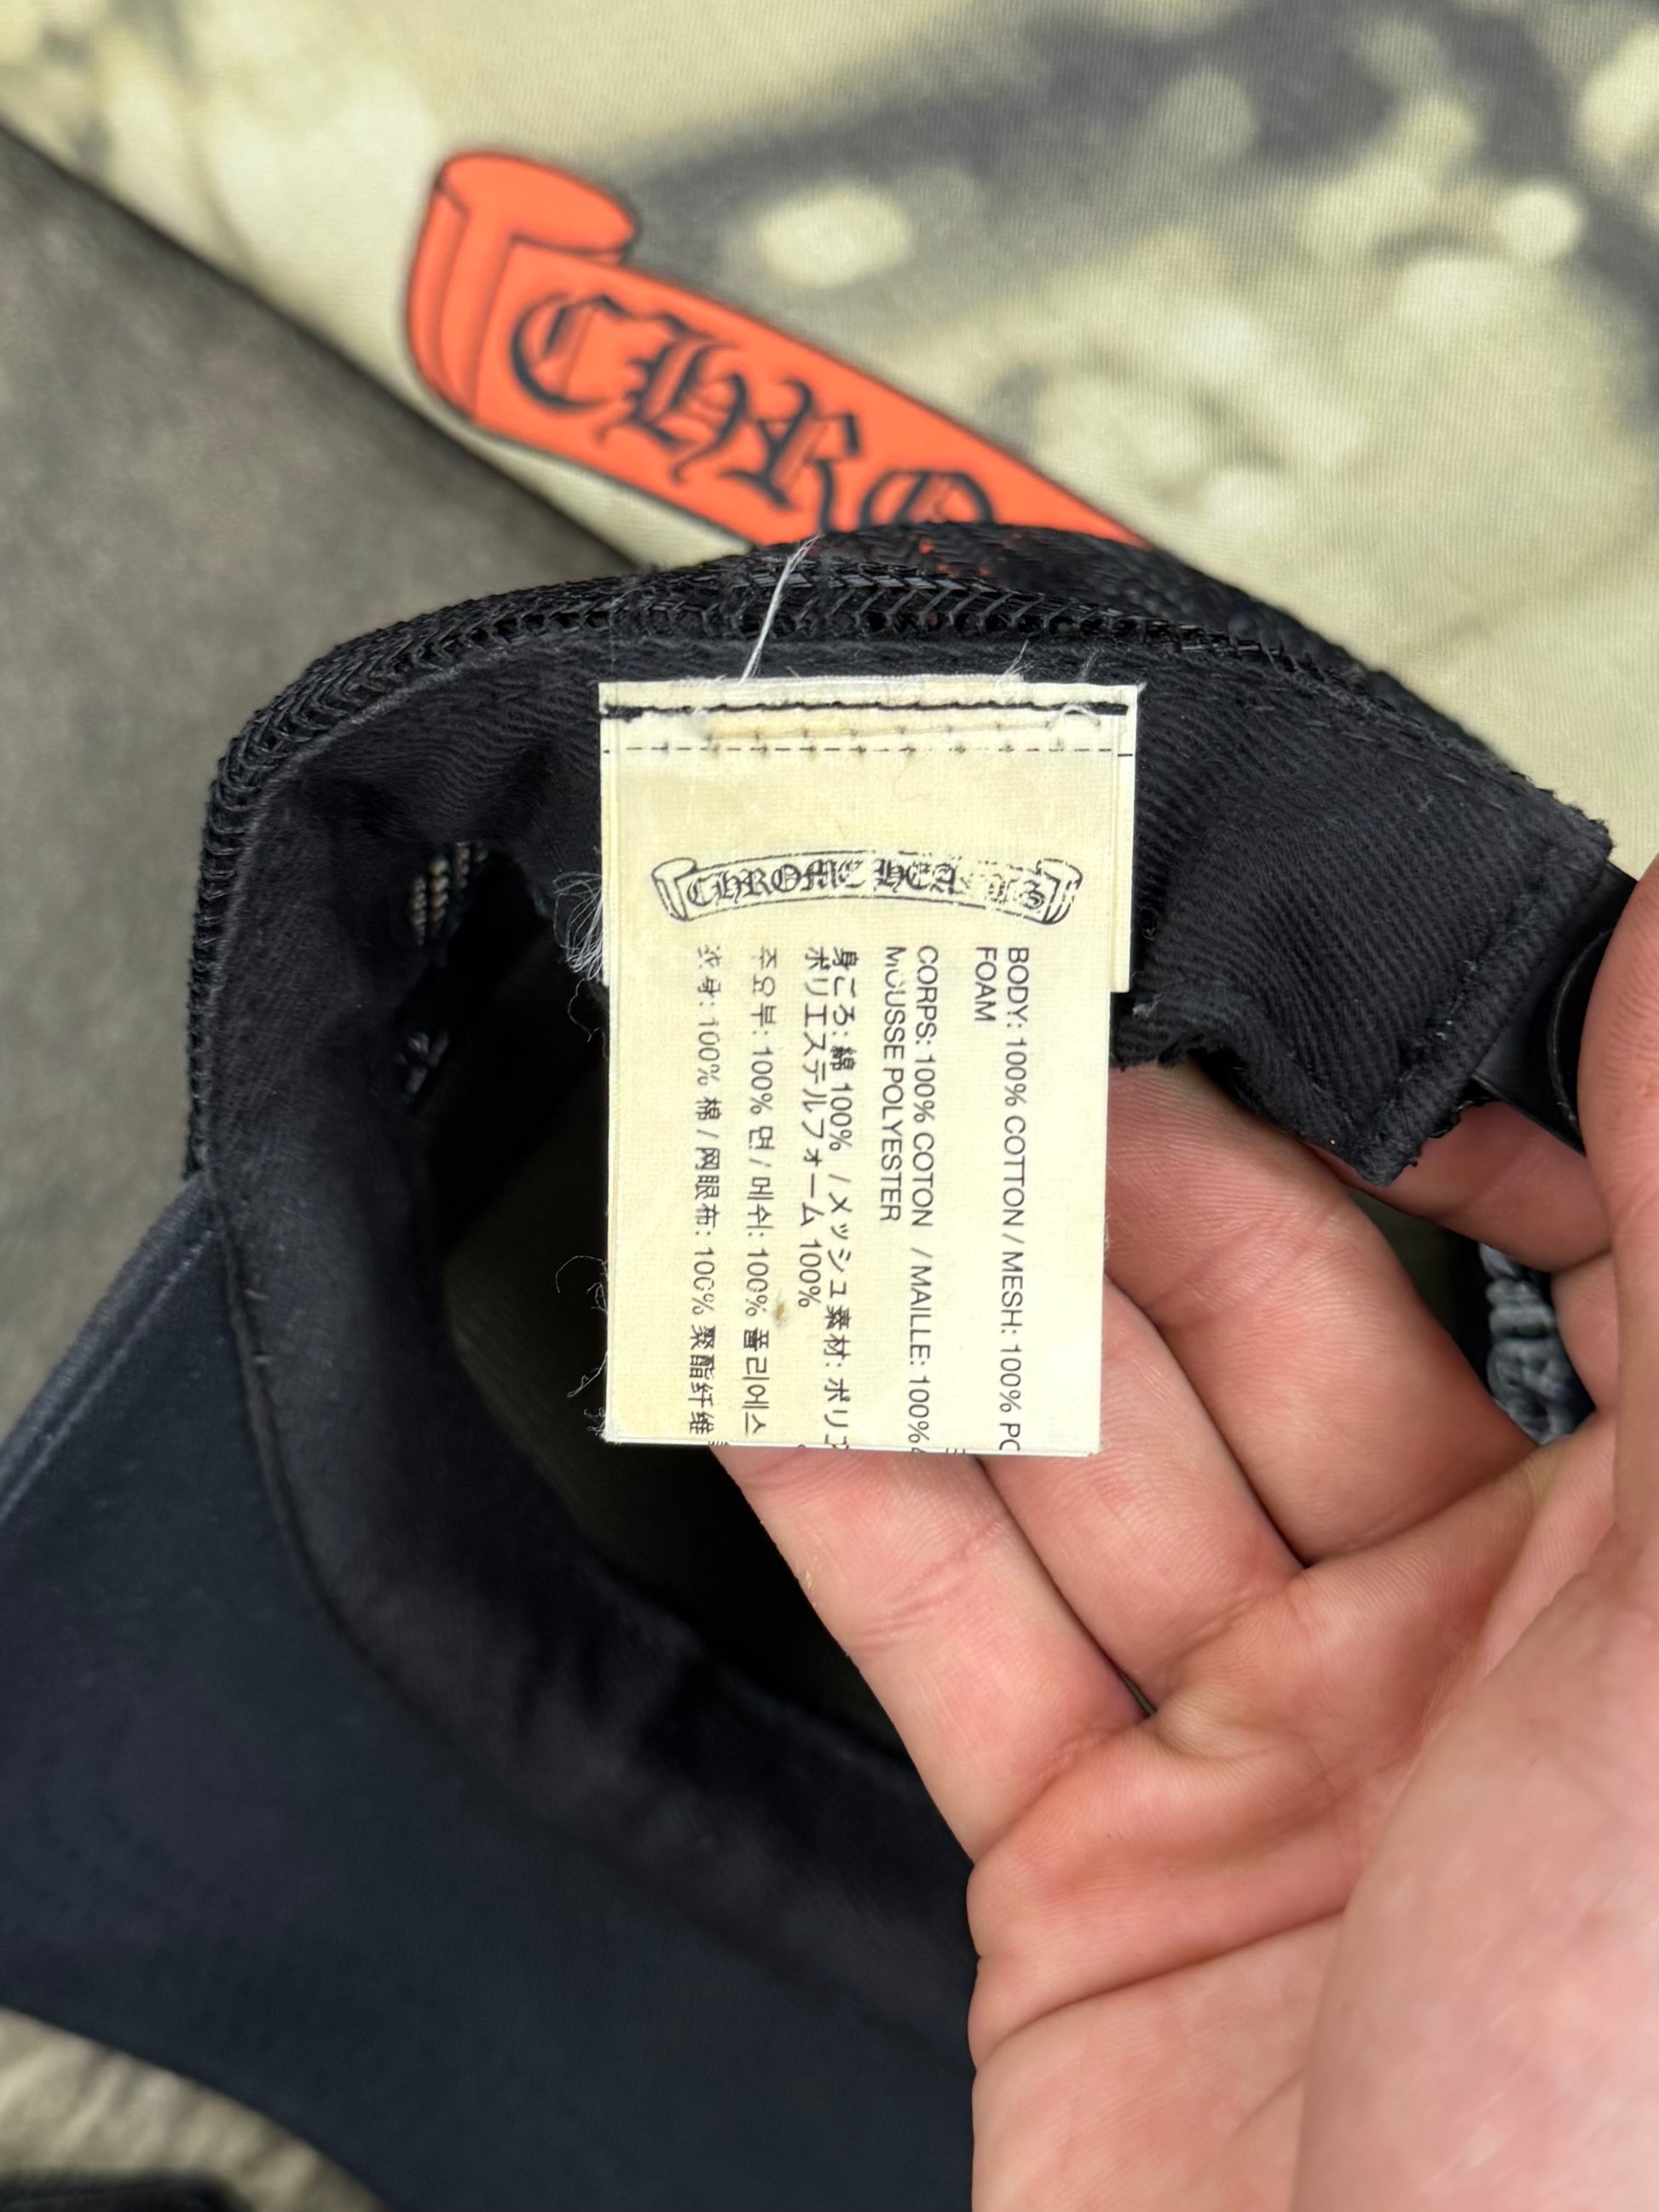 CHRO
CHROME HEARTS
BODY: 100% COTTON / MESH: 100% PO
FOAM
CORPS: 100% COTON / MAILLE: 100%
MOUSSE POLYESTER
身ごろ: 綿 100% / メッシュ素材: ポリエ
ポリエステルフォーム 100%
주요부: 100% 면 / 메쉬: 100% 폴리에스
衣身: 100% 棉 / 网眼布: 100% 聚酯纤维